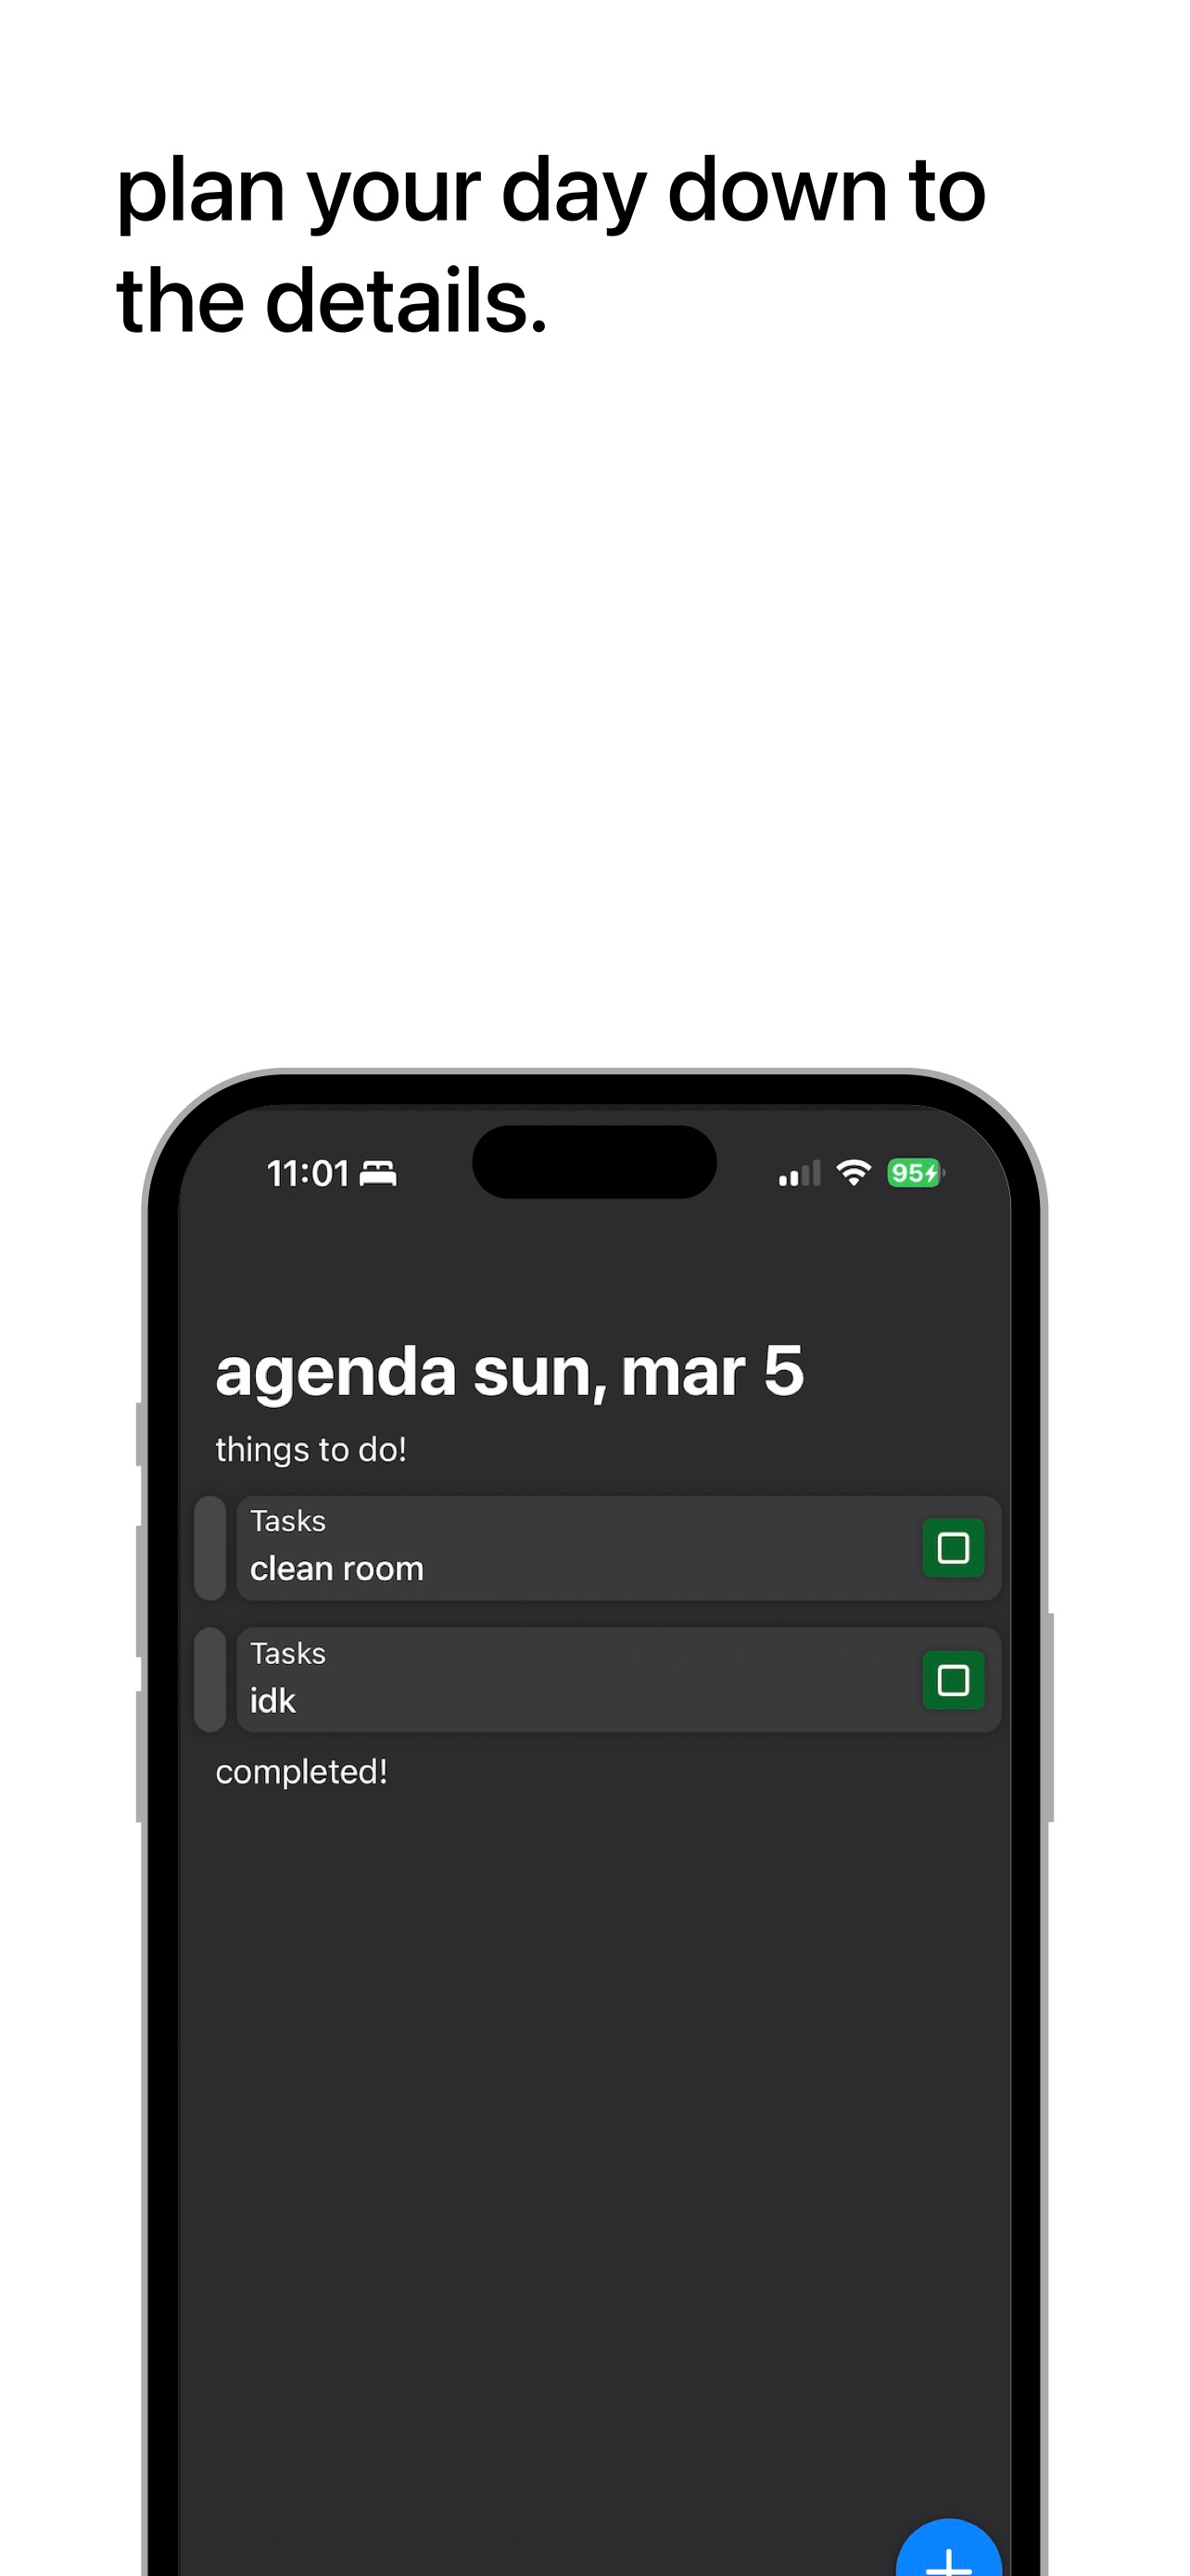 plan your day down to
the details.
11:01
95
agenda sun, mar 5
things to do!
Tasks
clean room
Tasks
idk
completed!